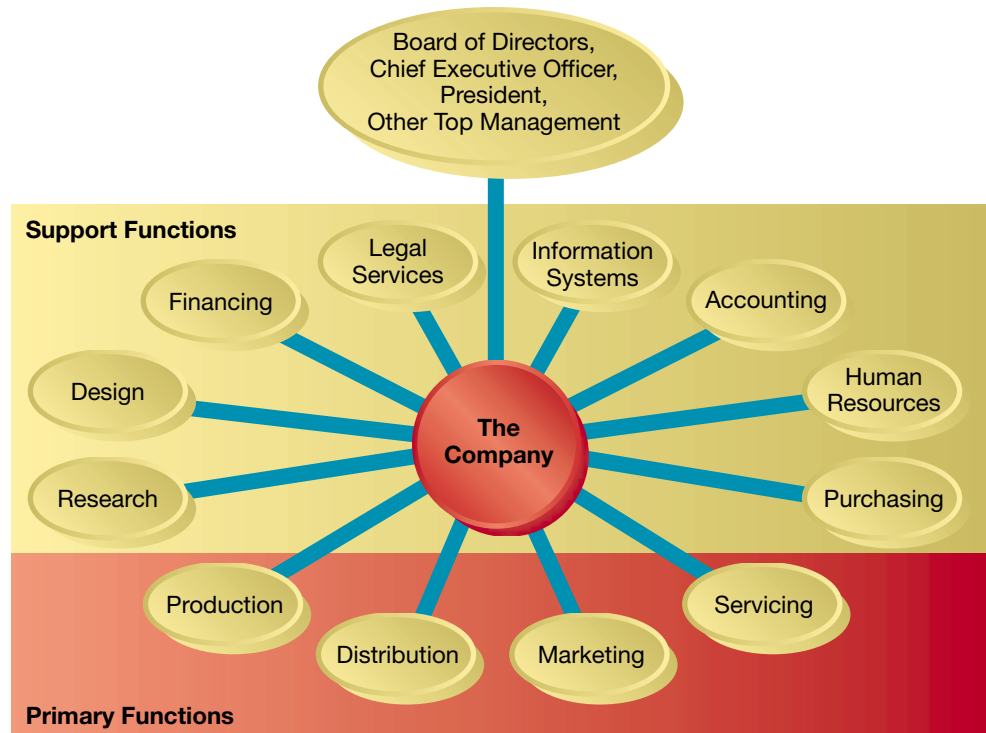 Board of Directors,
Chief Executive Officer,
President,
Other Top Management
Support Functions
Legal
Services
Information
Systems
Financing
Accounting
Design
Human
Resources
The
Company
Research
Purchasing
Production
Servicing
Distribution
Marketing
Primary Functions